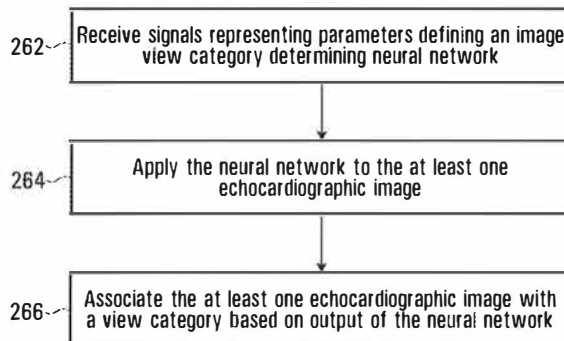 262
Receive signals representing parameters defining an image
view category determining neural network
264
Apply the neural network to the at least one
echocardiographic image
266
Associate the at least one echocardiographic image with
a view category based on output of the neural network